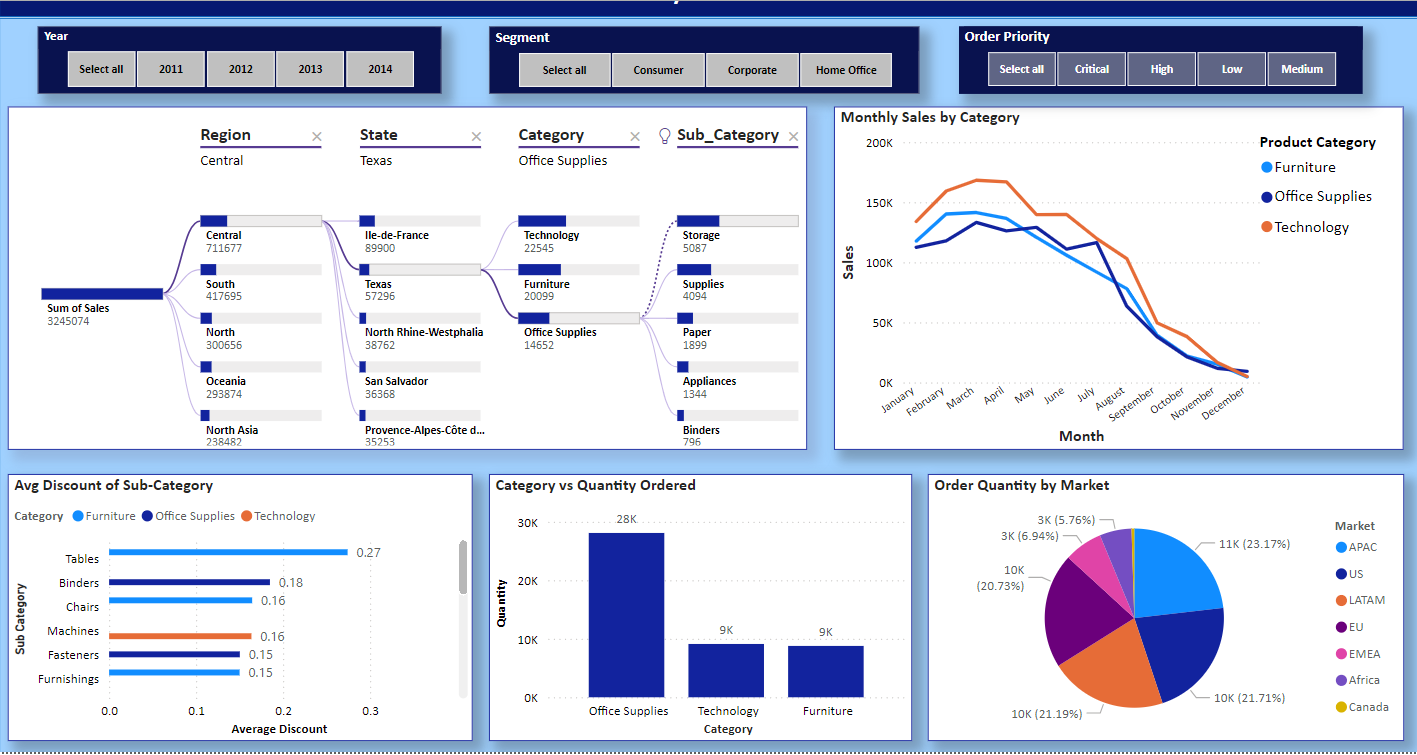 Year
Select all 2011 2012 2013 2014
Segment
Select all Consumer Corporate Home Office
Order Priority
Select all Critical High Low Medium
Region
Central
State
Texas
Category
Office Supplies
Sub_Category
Sum of Sales
3245074
Central
711677
South
417695
North
300656
Oceania
293874
North Asia
238482
Ile-de-France
89900
Texas
57296
North Rhine-Westphalia
38762
San Salvador
36368
Provence-Alpes-Côte d...
35253
Technology
22545
Furniture
20099
Office Supplies
14652
Storage
5087
Supplies
4094
Paper
1899
Appliances
1344
Binders
796
Monthly Sales by Category
200K
150K
100K
50K
0K
Sales
January February March April May June July August September October November December
Month
Product Category
Furniture
Office Supplies
Technology
Avg Discount of Sub-Category
Category Furniture Office Supplies Technology
Sub Category
Tables 0.27
Binders 0.18
Chairs 0.16
Machines 0.16
Fasteners 0.15
Furnishings 0.15
0.0 0.1 0.2 0.3
Average Discount
Category vs Quantity Ordered
30K
20K
10K
0K
Quantity
28K
9K
9K
Office Supplies Technology Furniture
Category
Order Quantity by Market
3K (5.76%)
3K (6.94%)
10K
(20.73%)
10K (21.19%)
11K (23.17%)
10K (21.71%)
Market
APAC
US
LATAM
EU
EMEA
Africa
Canada